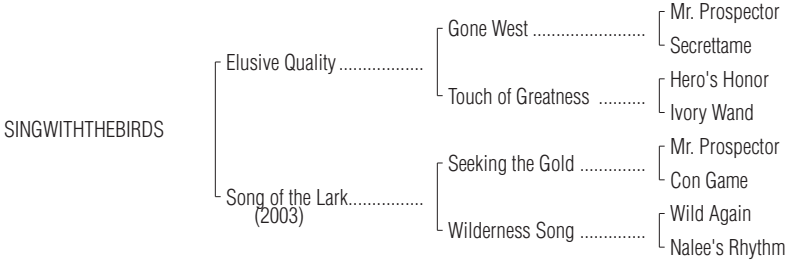 Mr. Prospector
Gone West .......................
Secrettame
Elusive Quality .................
Hero's Honor
Touch of Greatness ..........
Ivory Wand
SINGWITHTHEBIRDS
Mr. Prospector
Seeking the Gold ..............
Con Game
Song of the Lark................
(2003)
Wild Again
Wilderness Song ..............
Nalee's Rhythm